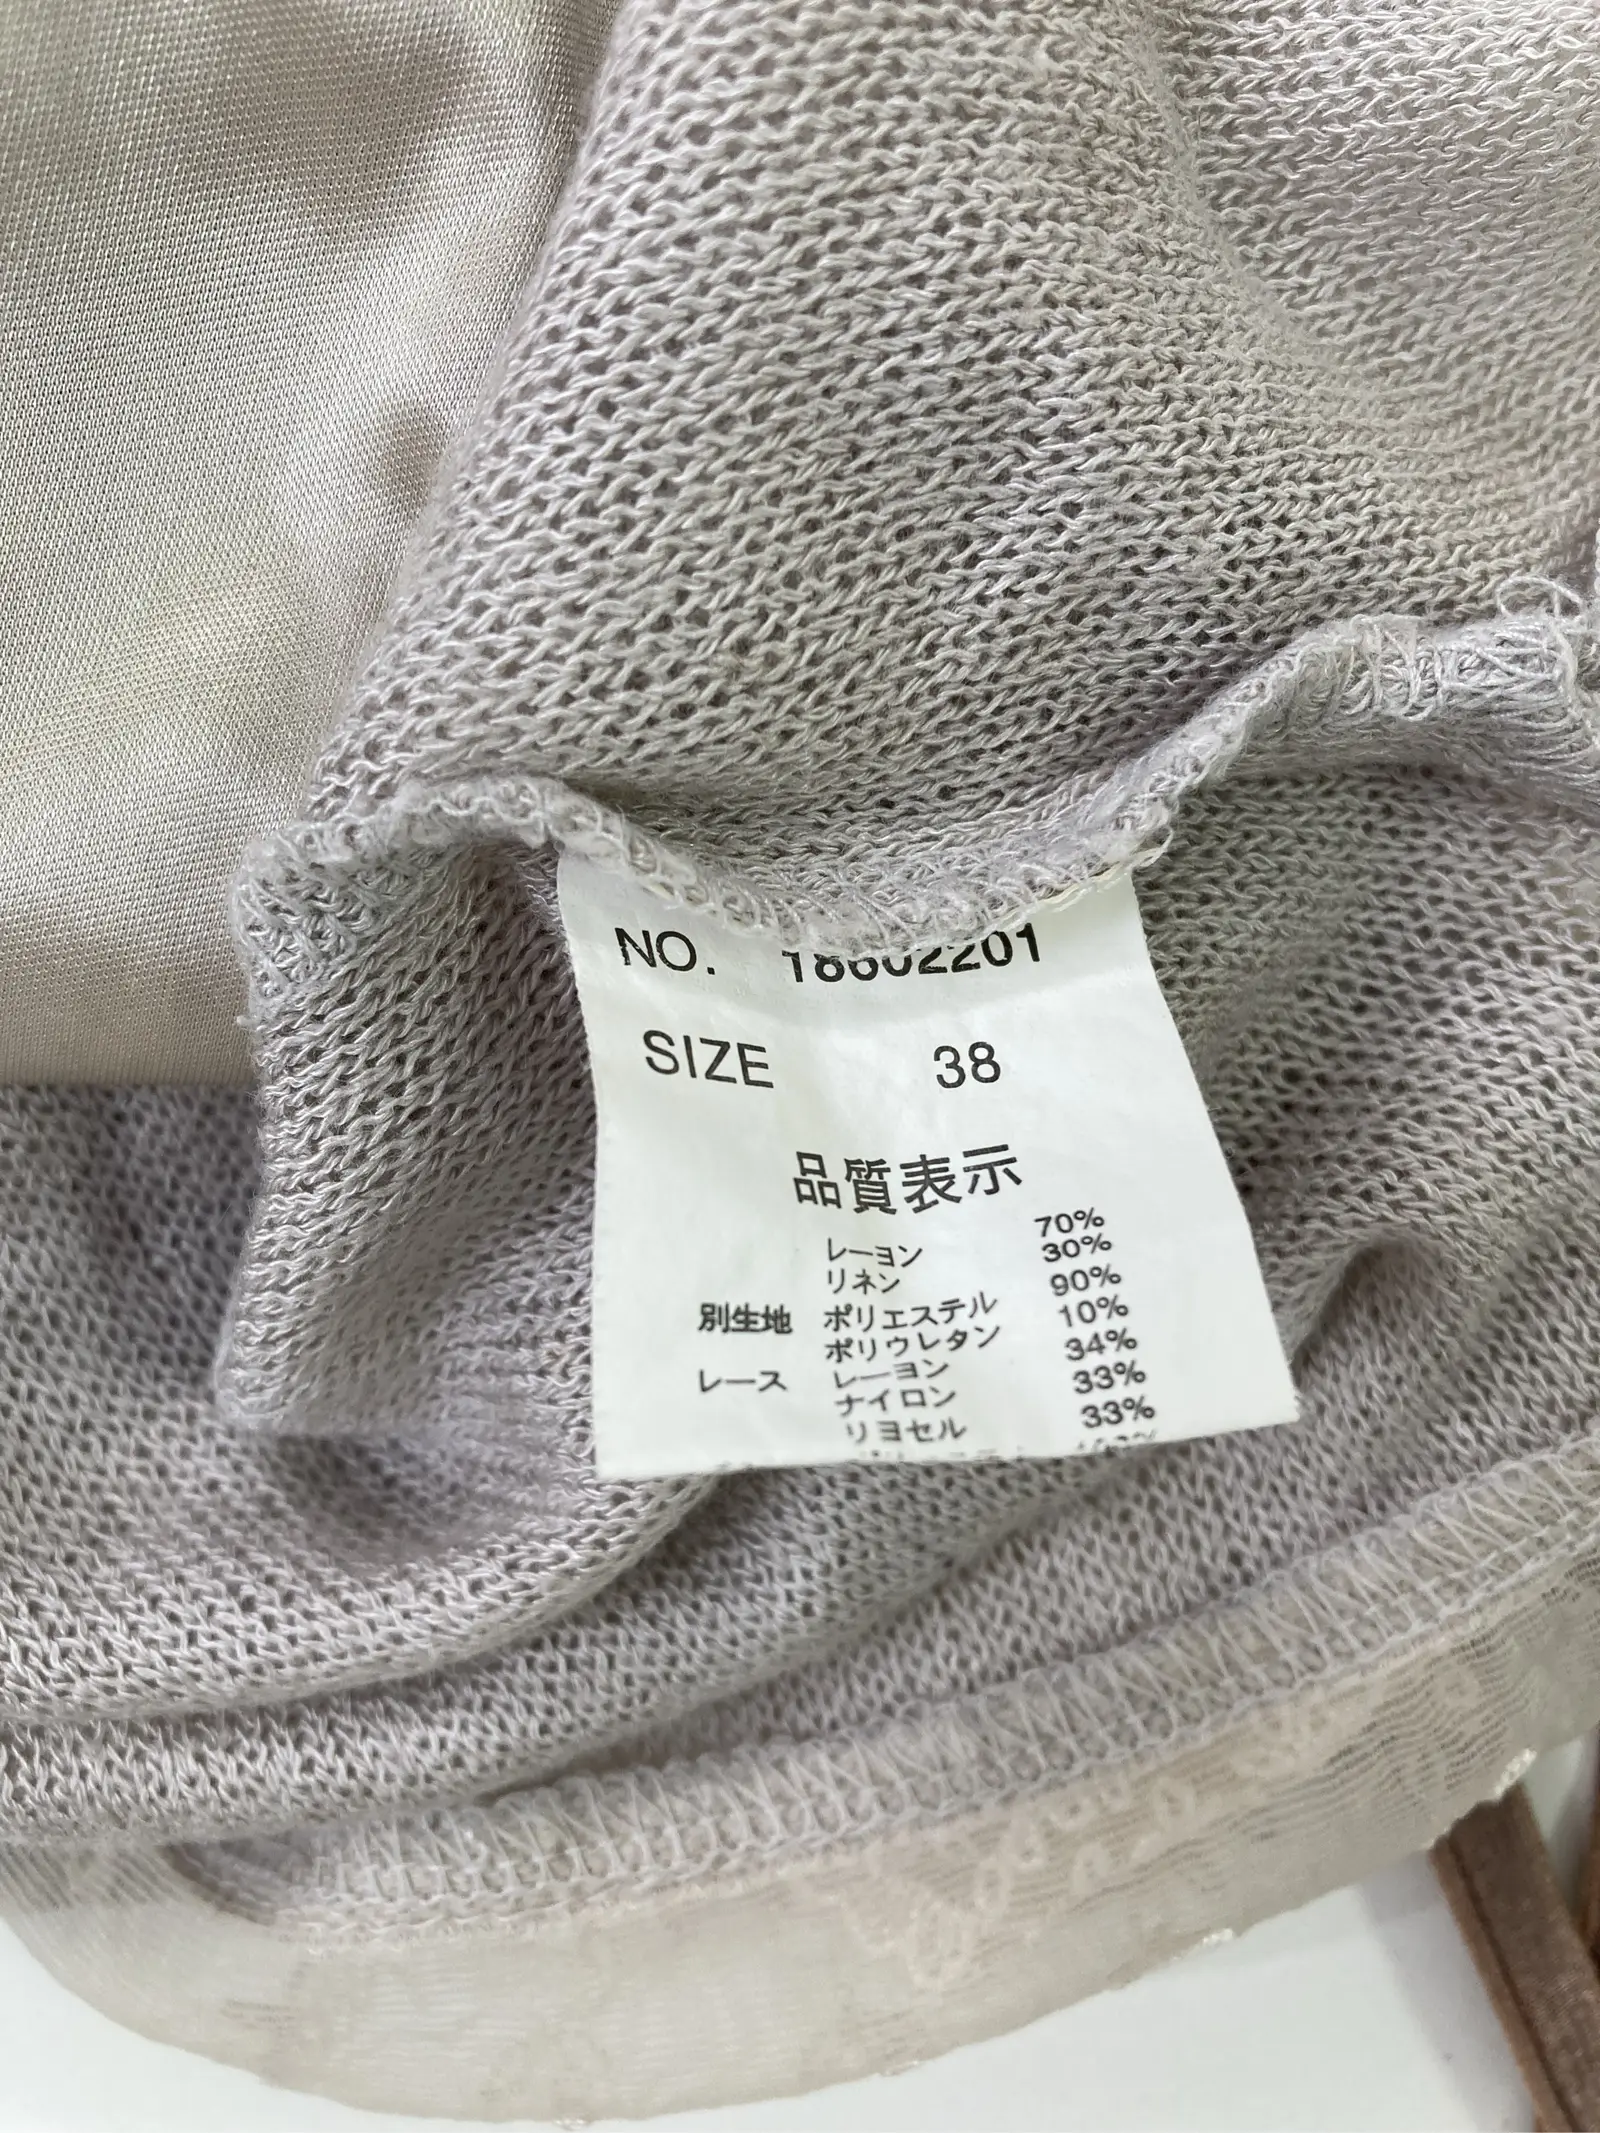 NO. 18602201
SIZE 38
品質表示
レーヨン 70%
リネン 30%
別生地 ポリエステル 90%
ポリウレタン 10%
レース レーヨン 34%
ナイロン 33%
リヨセル 33%